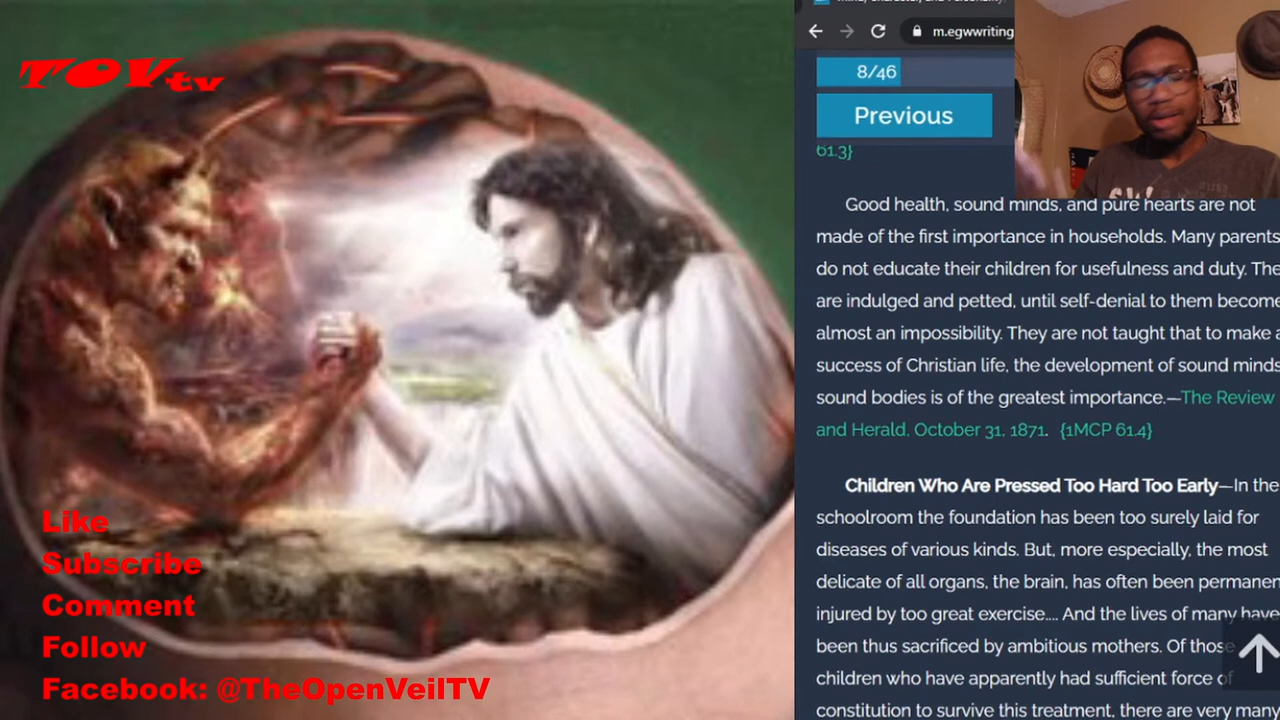 TOVtv
Like
Subscribe
Comment
Follow
Facebook: @TheOpenVeilTV
m.egwwriting
8/46
Previous
61.3}
Good health, sound minds, and pure hearts are not
made of the first importance in households. Many parents
do not educate their children for usefulness and duty. The
are indulged and petted, until self-denial to them become
almost an impossibility. They are not taught that to make a
success of Christian life, the development of sound minds
sound bodies is of the greatest importance.—The Review
and Herald, October 31, 1871. {1MCP 61.4}
Children Who Are Pressed Too Hard Too Early—In the
schoolroom the foundation has been too surely laid for
diseases of various kinds. But, more especially, the most
delicate of all organs, the brain, has often been permanen
injured by too great exercise.... And the lives of many have
been thus sacrificed by ambitious mothers. Of those
children who have apparently had sufficient force of
constitution to survive this treatment, there are very many